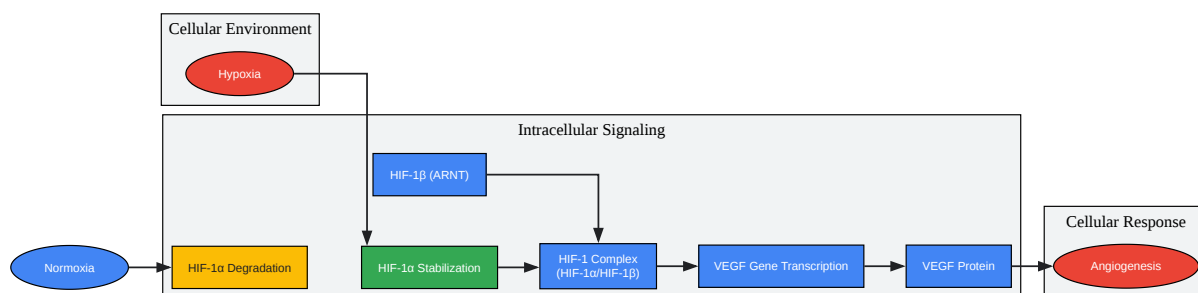 Cellular Environment
Hypoxia
Intracellular Signaling
HIF-1β (ARNT)
Cellular Response
Normoxia
HIF-1α Degradation
HIF-1α Stabilization
HIF-1 Complex
(HIF-1α/HIF-1β)
VEGF Gene Transcription
VEGF Protein
Angiogenesis